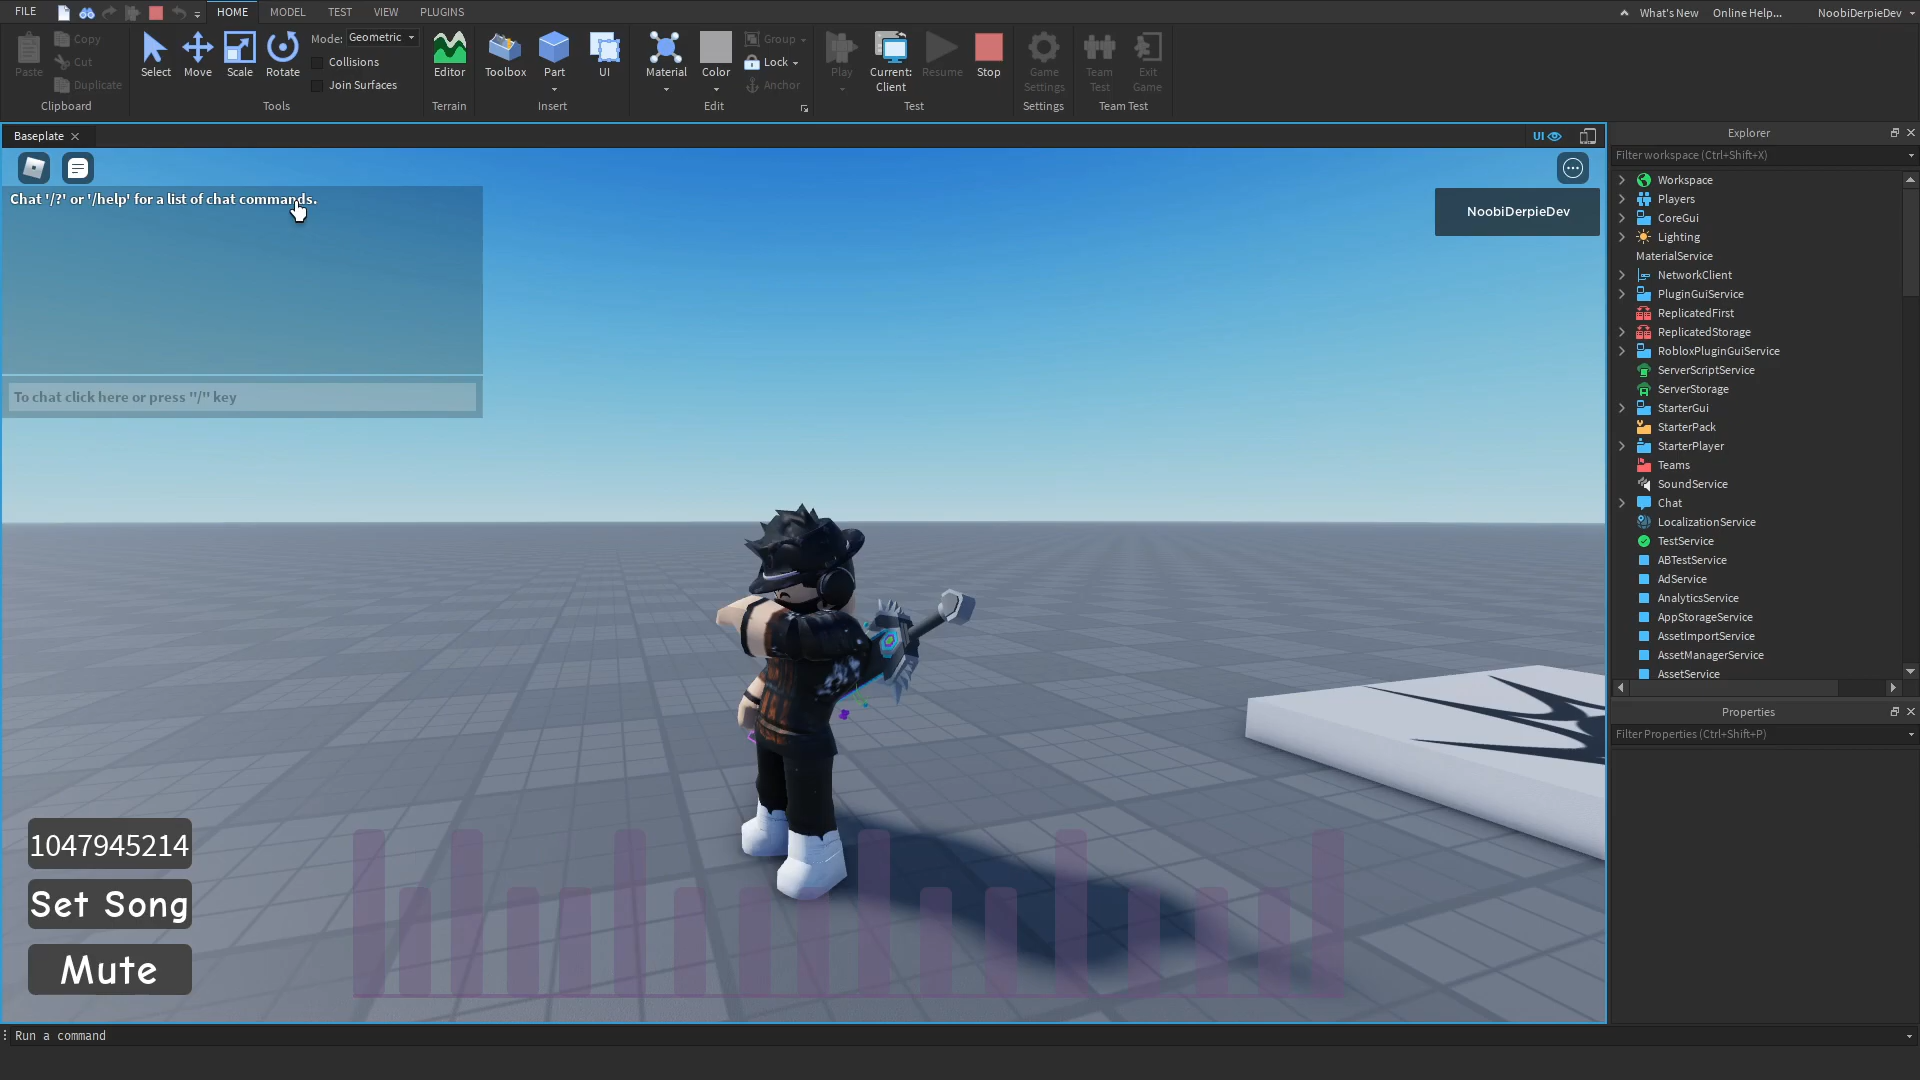 FILE
HOME
MODEL
TEST
VIEW
PLUGINS
What's New
Online Help...
NoobiDerpieDev
Paste
Copy
Cut
Duplicate
Clipboard
Select
Move
Scale
Rotate
Mode: Geometric
Collisions
Join Surfaces
Tools
Editor
Terrain
Toolbox
Part
UI
Insert
Material
Color
Group
Lock
Anchor
Edit
Play
Current:
Client
Resume
Stop
Test
Game
Settings
Settings
Team
Test
Exit
Game
Team Test
Baseplate
UI
Chat '/?' or '/help' for a list of chat commands.
To chat click here or press "/" key
NoobiDerpieDev
1047945214
Set Song
Mute
Explorer
Filter workspace (Ctrl+Shift+X)
Workspace
Players
CoreGui
Lighting
MaterialService
NetworkClient
PluginGuiService
ReplicatedFirst
ReplicatedStorage
RobloxPluginGuiService
ServerScriptService
ServerStorage
StarterGui
StarterPack
StarterPlayer
Teams
SoundService
Chat
LocalizationService
TestService
ABTestService
AdService
AnalyticsService
AppStorageService
AssetImportService
AssetManagerService
AssetService
Properties
Filter Properties (Ctrl+Shift+P)
Run a command